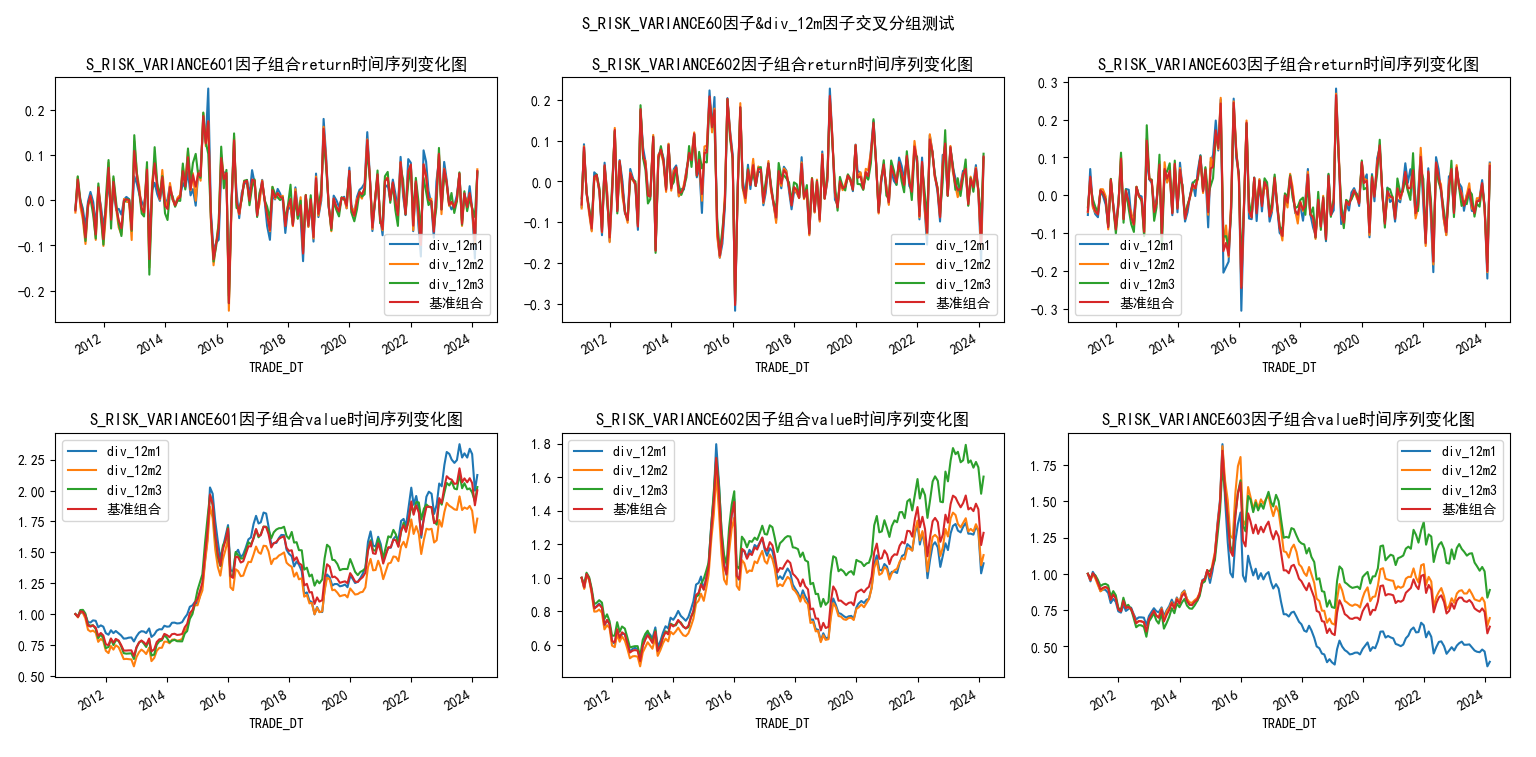 S_RISK_VARIANCE60因子&div_12m因子交叉分组测试
S_RISK_VARIANCE601因子组合return时间序列变化图
0.2
0.1
0.0
-0.1
-0.2
div_12m1
div_12m2
div_12m3
基准组合
2012
2014
2016
2018
2020
2022
2024
TRADE_DT
S_RISK_VARIANCE602因子组合return时间序列变化图
0.2
0.1
0.0
-0.1
-0.2
-0.3
div_12m1
div_12m2
div_12m3
基准组合
2012
2014
2016
2018
2020
2022
2024
TRADE_DT
S_RISK_VARIANCE603因子组合return时间序列变化图
0.3
0.2
0.1
0.0
-0.1
-0.2
-0.3
div_12m1
div_12m2
div_12m3
基准组合
2012
2014
2016
2018
2020
2022
2024
TRADE_DT
S_RISK_VARIANCE601因子组合value时间序列变化图
2.25
2.00
1.75
1.50
1.25
1.00
0.75
0.50
div_12m1
div_12m2
div_12m3
基准组合
2012
2014
2016
2018
2020
2022
2024
TRADE_DT
S_RISK_VARIANCE602因子组合value时间序列变化图
1.8
1.6
1.4
1.2
1.0
0.8
0.6
div_12m1
div_12m2
div_12m3
基准组合
2012
2014
2016
2018
2020
2022
2024
TRADE_DT
S_RISK_VARIANCE603因子组合value时间序列变化图
1.75
1.50
1.25
1.00
0.75
0.50
div_12m1
div_12m2
div_12m3
基准组合
2012
2014
2016
2018
2020
2022
2024
TRADE_DT